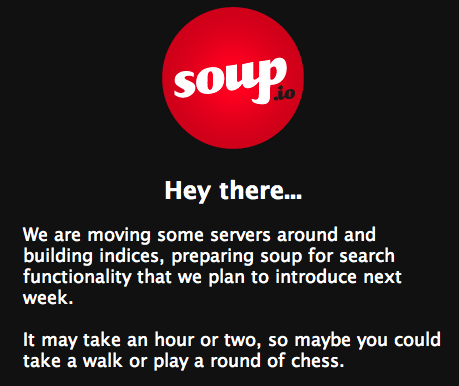 soup
.io
Hey there...
We are moving some servers around and
building indices, preparing soup for search
functionality that we plan to introduce next
week.
It may take an hour or two, so maybe you could
take a walk or play a round of chess.